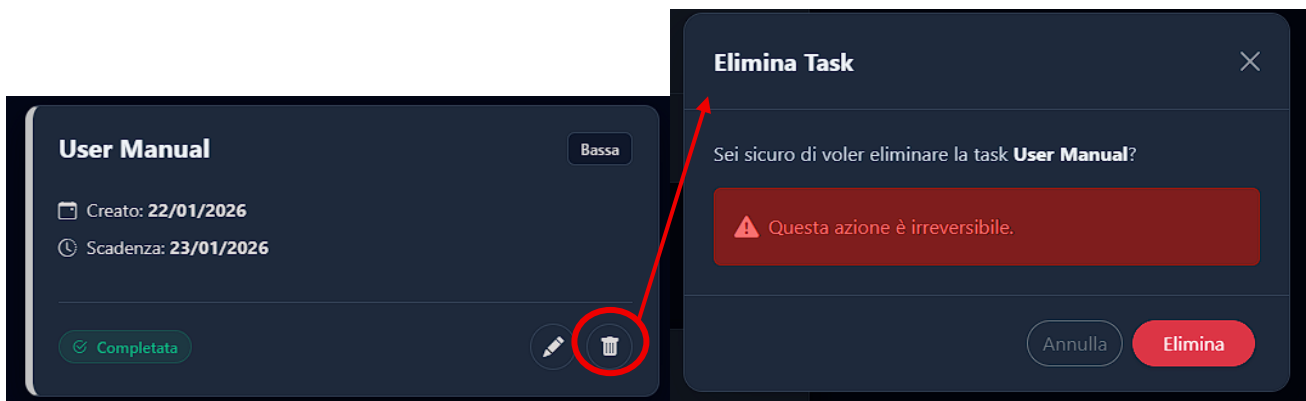 User Manual
Bassa
Creato: 22/01/2026
Scadenza: 23/01/2026
Completata
Elimina Task
Sei sicuro di voler eliminare la task User Manual?
Questa azione è irreversibile.
Annulla
Elimina